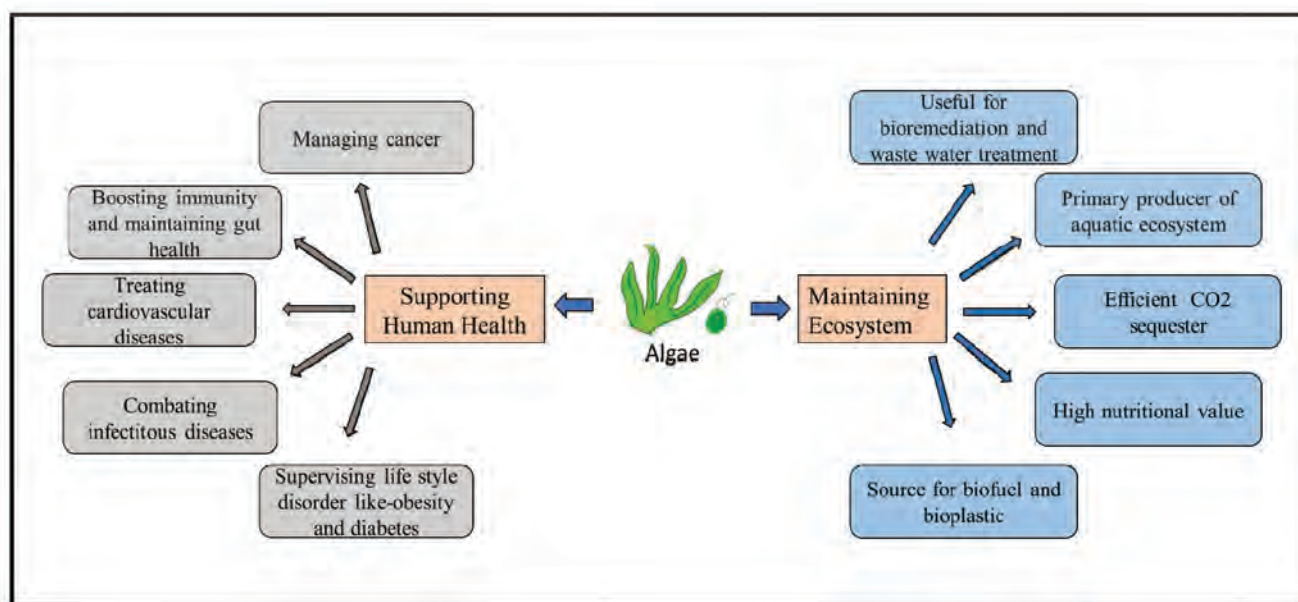 Managing cancer
Boosting immunity
and maintaining gut
health
Treating
cardiovascular
diseases
Combating
infectitous diseases
Supervising life style
disorder like-obesity
and diabetes
Supporting
Human Health
Algae
Maintaining
Ecosystem
Useful for
bioremediation and
waste water treatment
Primary producer of
aquatic ecosystem
Efficient CO2
sequester
High nutritional value
Source for biofuel and
bioplastic